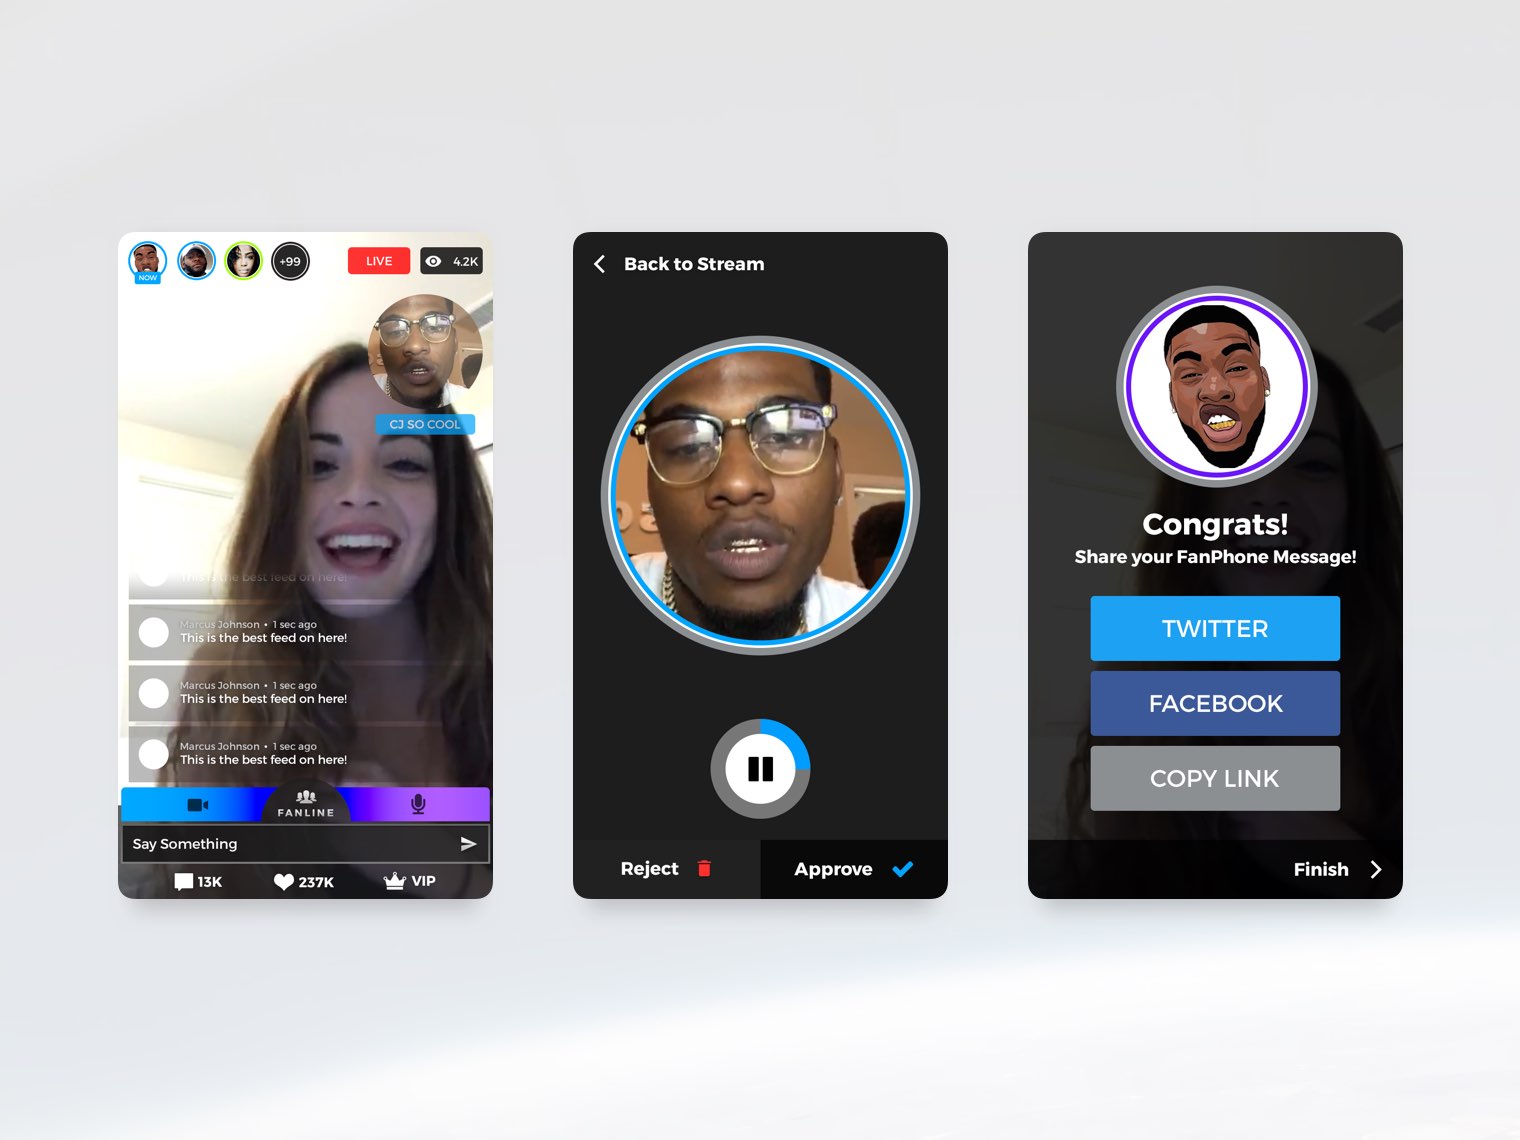 NOW
+99
LIVE
4.2K
CJ SO COOL
This is the best feed on here!
Marcus Johnson • 1 sec ago
This is the best feed on here!
Marcus Johnson • 1 sec ago
This is the best feed on here!
Marcus Johnson • 1 sec ago
This is the best feed on here!
FANLINE
Say Something
13K
237K
VIP
Back to Stream
Reject
Approve
Congrats!
Share your FanPhone Message!
TWITTER
FACEBOOK
COPY LINK
Finish